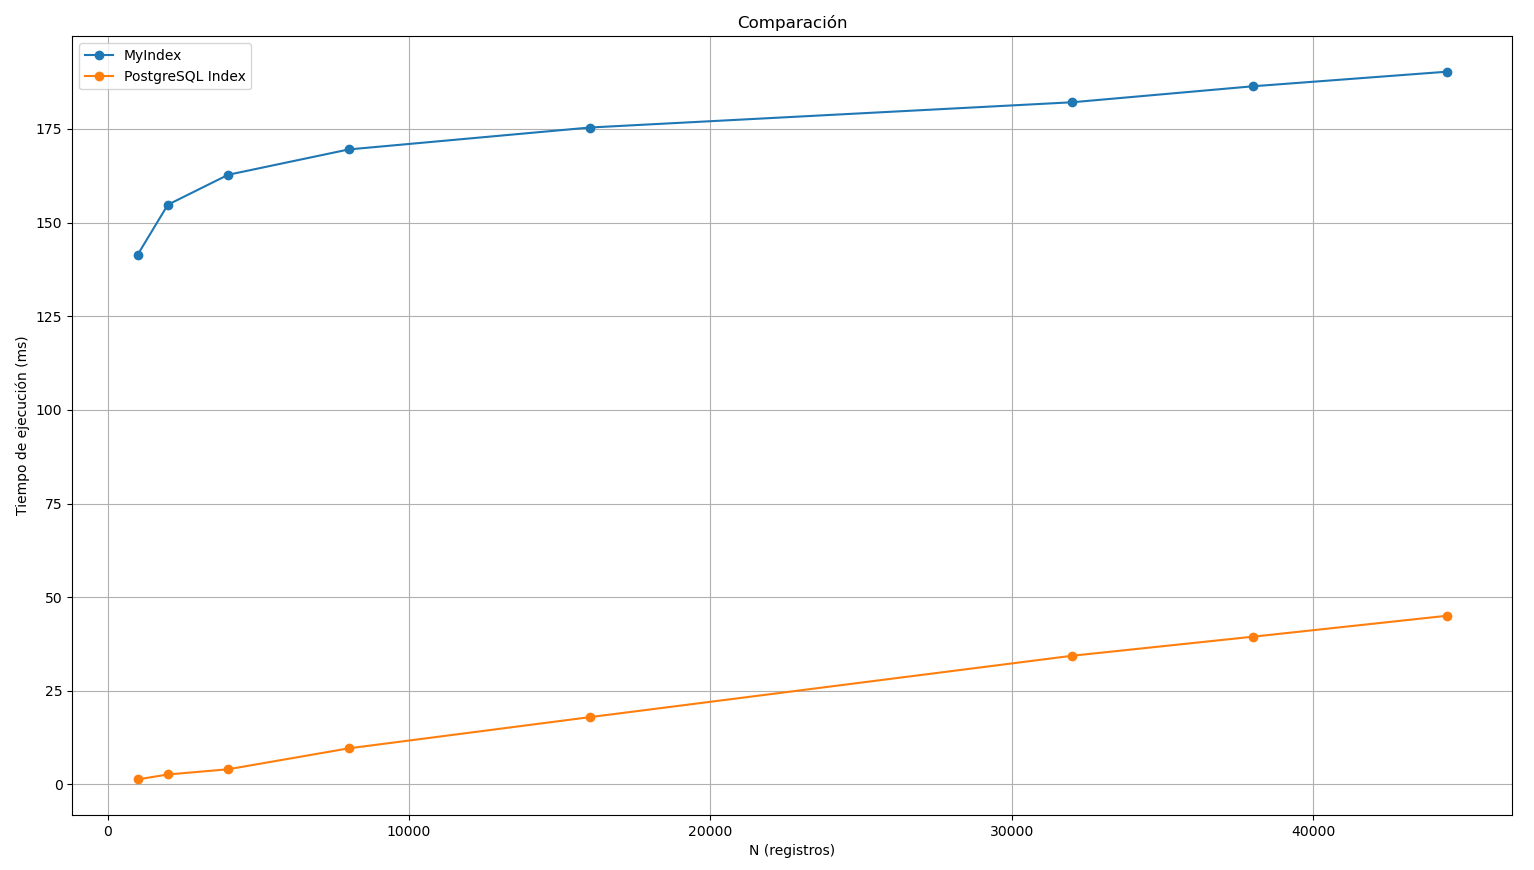 Comparación
MyIndex
PostgreSQL Index
175
150
125
100
75
50
25
0
Tiempo de ejecución (ms)
0 10000 20000 30000 40000
N (registros)